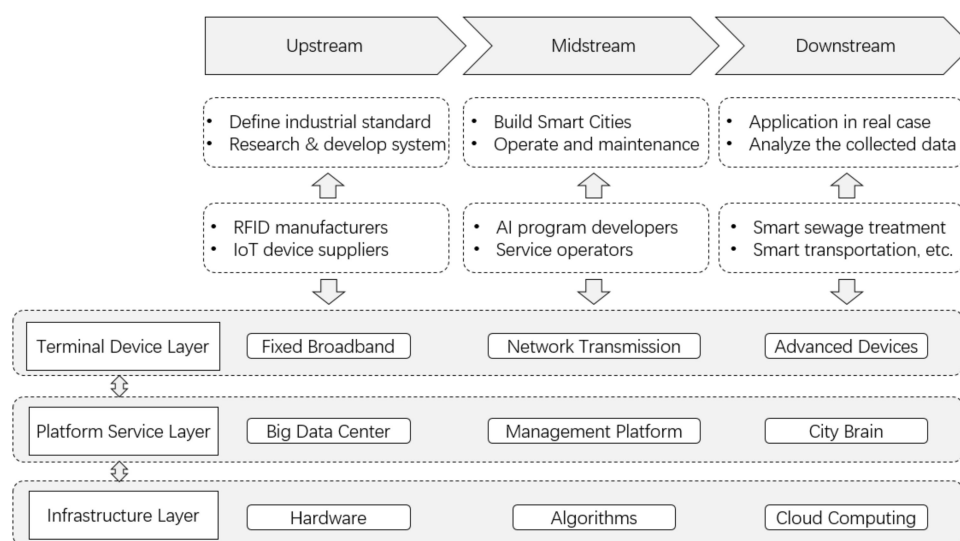 Upstream
Midstream
Downstream
• Define industrial standard
• Research & develop system
• Build Smart Cities
• Operate and maintenance
• Application in real case
• Analyze the collected data
• RFID manufacturers
• IoT device suppliers
• AI program developers
• Service operators
• Smart sewage treatment
• Smart transportation, etc.
Terminal Device Layer
Fixed Broadband
Network Transmission
Advanced Devices
Platform Service Layer
Big Data Center
Management Platform
City Brain
Infrastructure Layer
Hardware
Algorithms
Cloud Computing